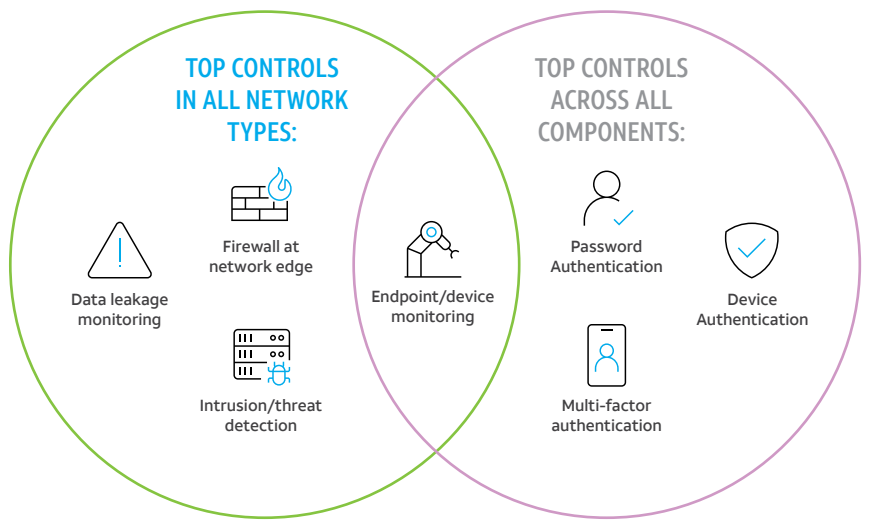 TOP CONTROLS
IN ALL NETWORK
TYPES:
Firewall at
network edge
Data leakage
monitoring
Intrusion/threat
detection
Endpoint/device
monitoring
TOP CONTROLS
ACROSS ALL
COMPONENTS:
Password
Authentication
Device
Authentication
Multi-factor
authentication